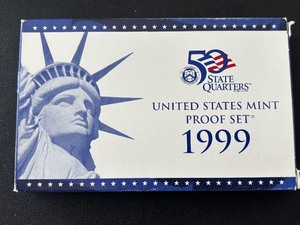 50
STATE
QUARTERS
UNITED STATES MINT
PROOF SET®
1999